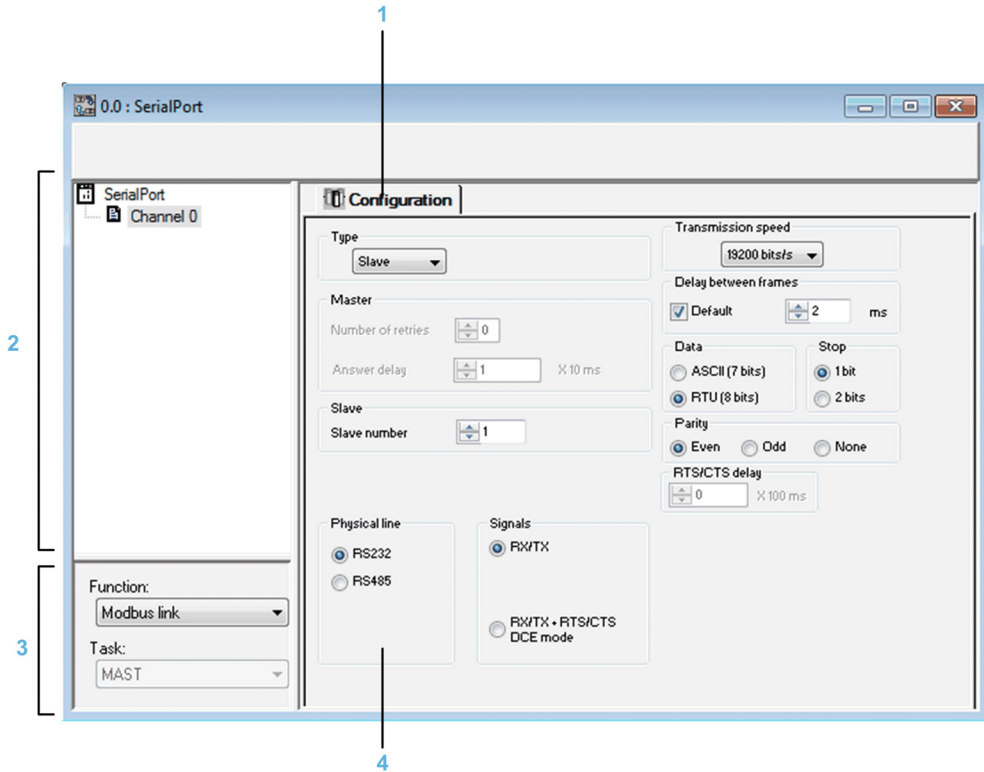 1
0.0 : SerialPort
SerialPort
Channel 0
Configuration
Type
Slave
Master
Number of retries
0
Answer delay
1
X 10 ms
Slave
Slave number
1
Transmission speed
19200 bits/s
Delay between frames
Default
2
ms
Data
ASCII (7 bits)
RTU (8 bits)
Stop
1 bit
2 bits
Parity
Even
Odd
None
RTS/CTS delay
0
X 100 ms
Physical line
RS232
RS485
Signals
RX/TX
RX/TX + RTS/CTS
DCE mode
2
Function:
Modbus link
Task:
MAST
3
4